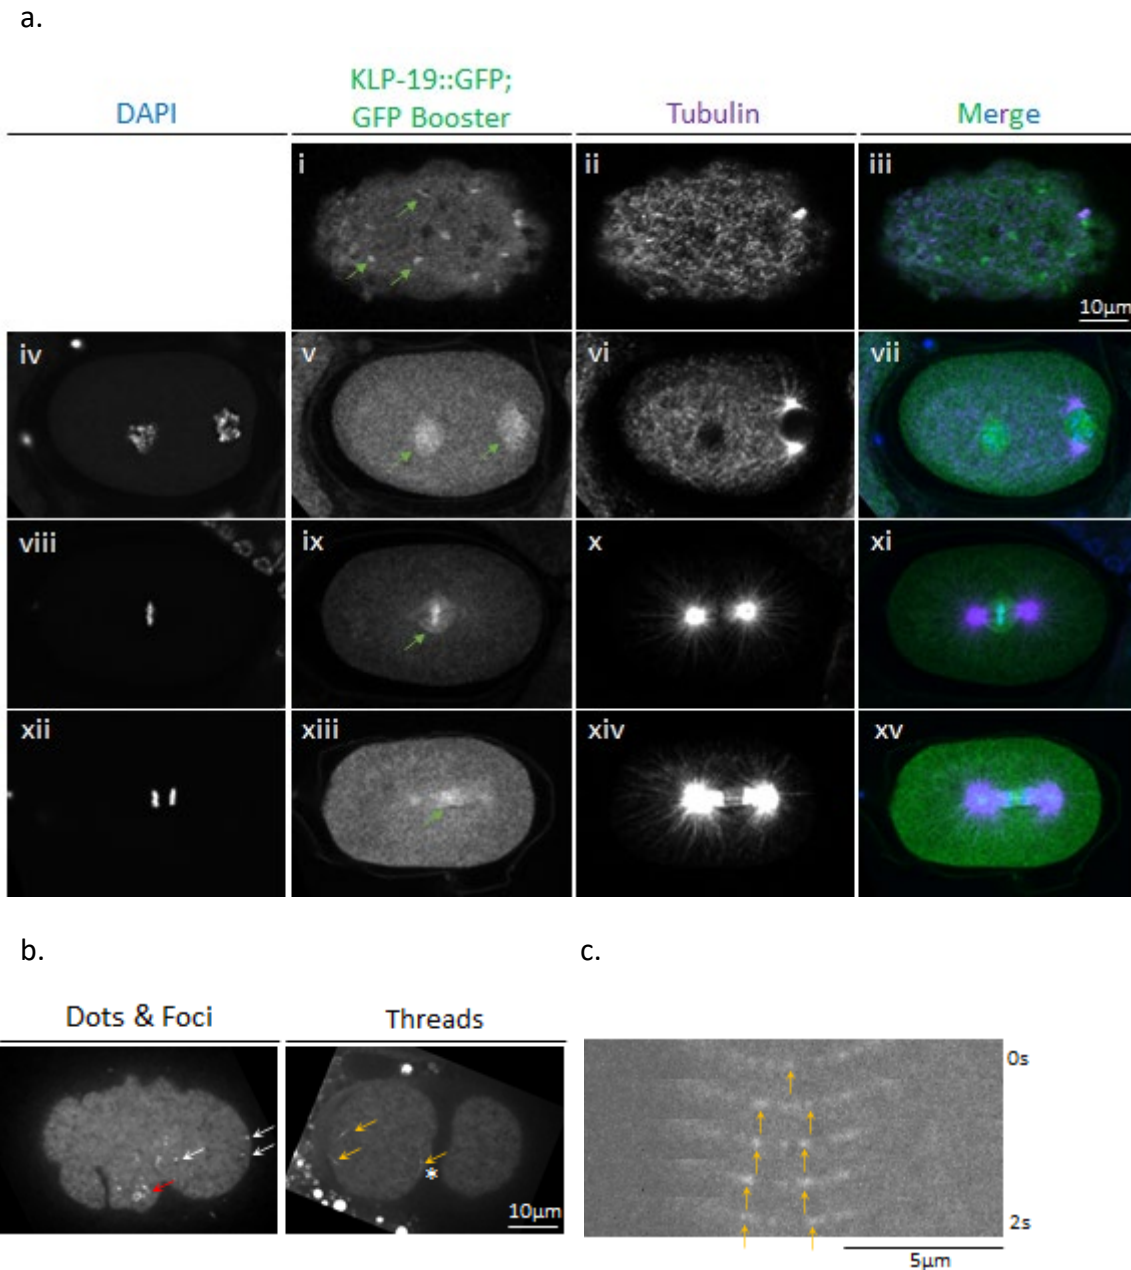 a.
DAPI
KLP-19::GFP;
GFP Booster
Tubulin
Merge
i
ii
iii
10µm
iv
v
vi
vii
viii
ix
x
xi
xii
xiii
xiv
xv
b.
c.
Dots & Foci
Threads
*
10µm
0s
2s
5µm